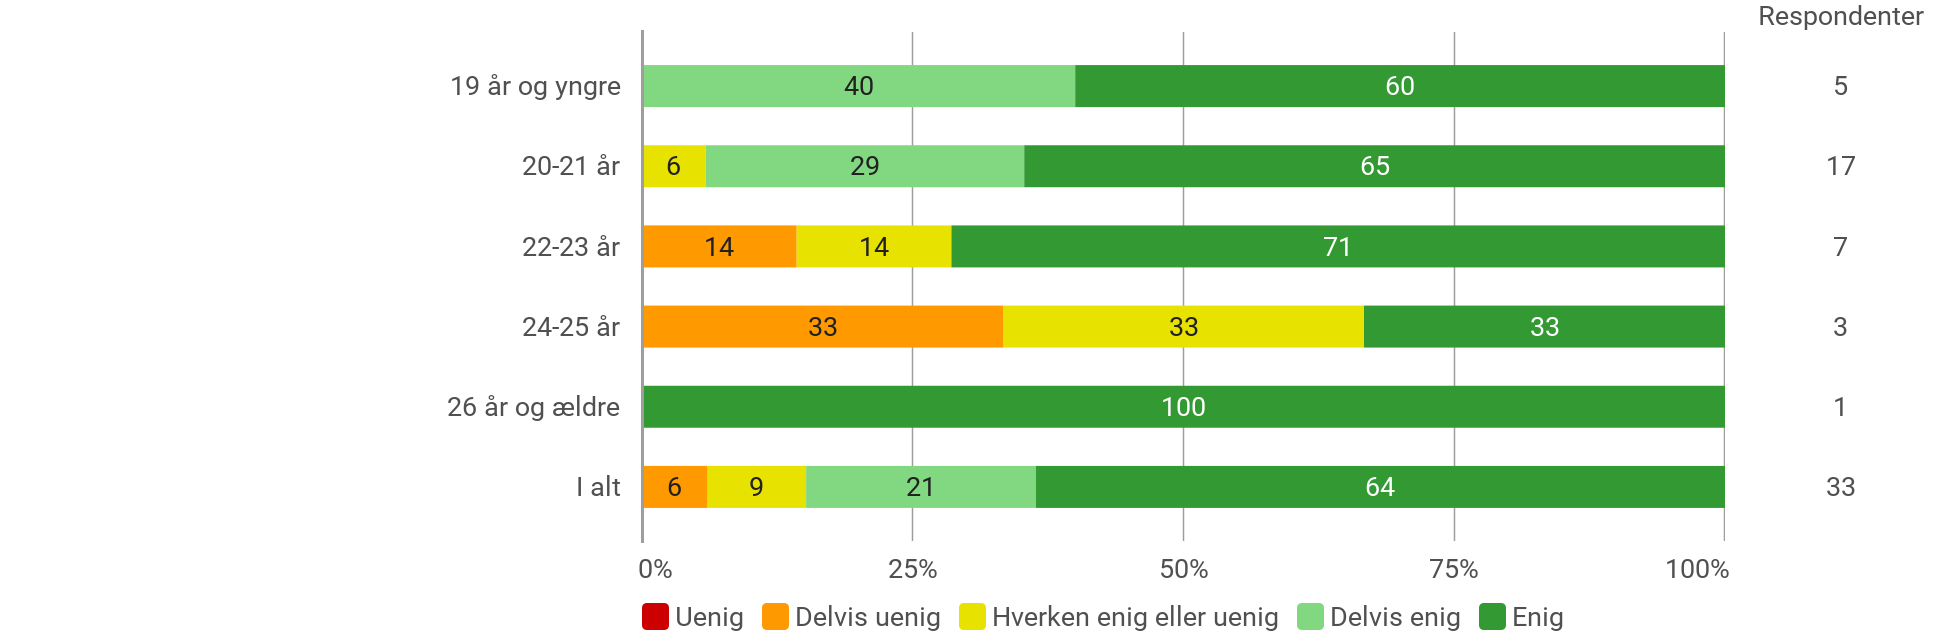 Respondenter
19 år og yngre 40 60 5
20-21 år 6 29 65 17
22-23 år 14 14 71 7
24-25 år 33 33 33 3
26 år og ældre 100 1
I alt 6 9 21 64 33
0% 25% 50% 75% 100%
Uenig Delvis uenig Hverken enig eller uenig Delvis enig Enig